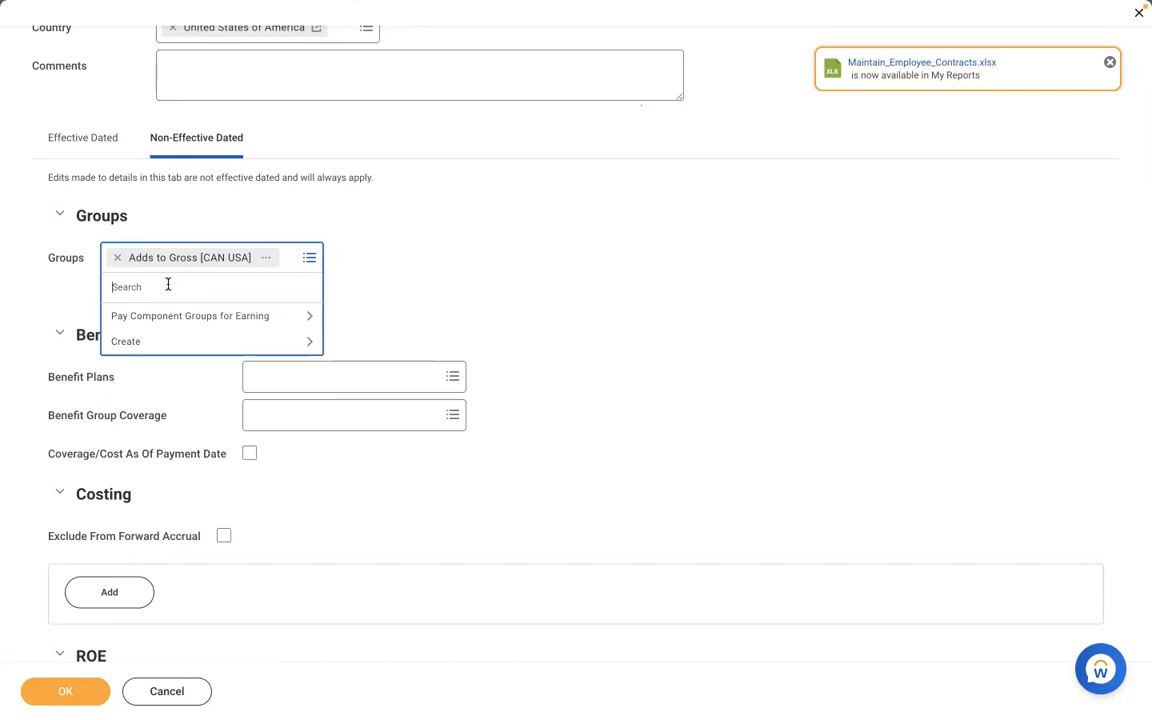 Country
× United States of America
Comments
XLS
Maintain_Employee_Contracts.xlsx
is now available in My Reports
Effective Dated
Non-Effective Dated
Edits made to details in this tab are not effective dated and will always apply.
Groups
Groups
× Adds to Gross [CAN USA] ...
Search
Pay Component Groups for Earning
Create
Ben
Benefit Plans
Benefit Group Coverage
Coverage/Cost As Of Payment Date
Costing
Exclude From Forward Accrual
Add
ROE
OK
Cancel
W